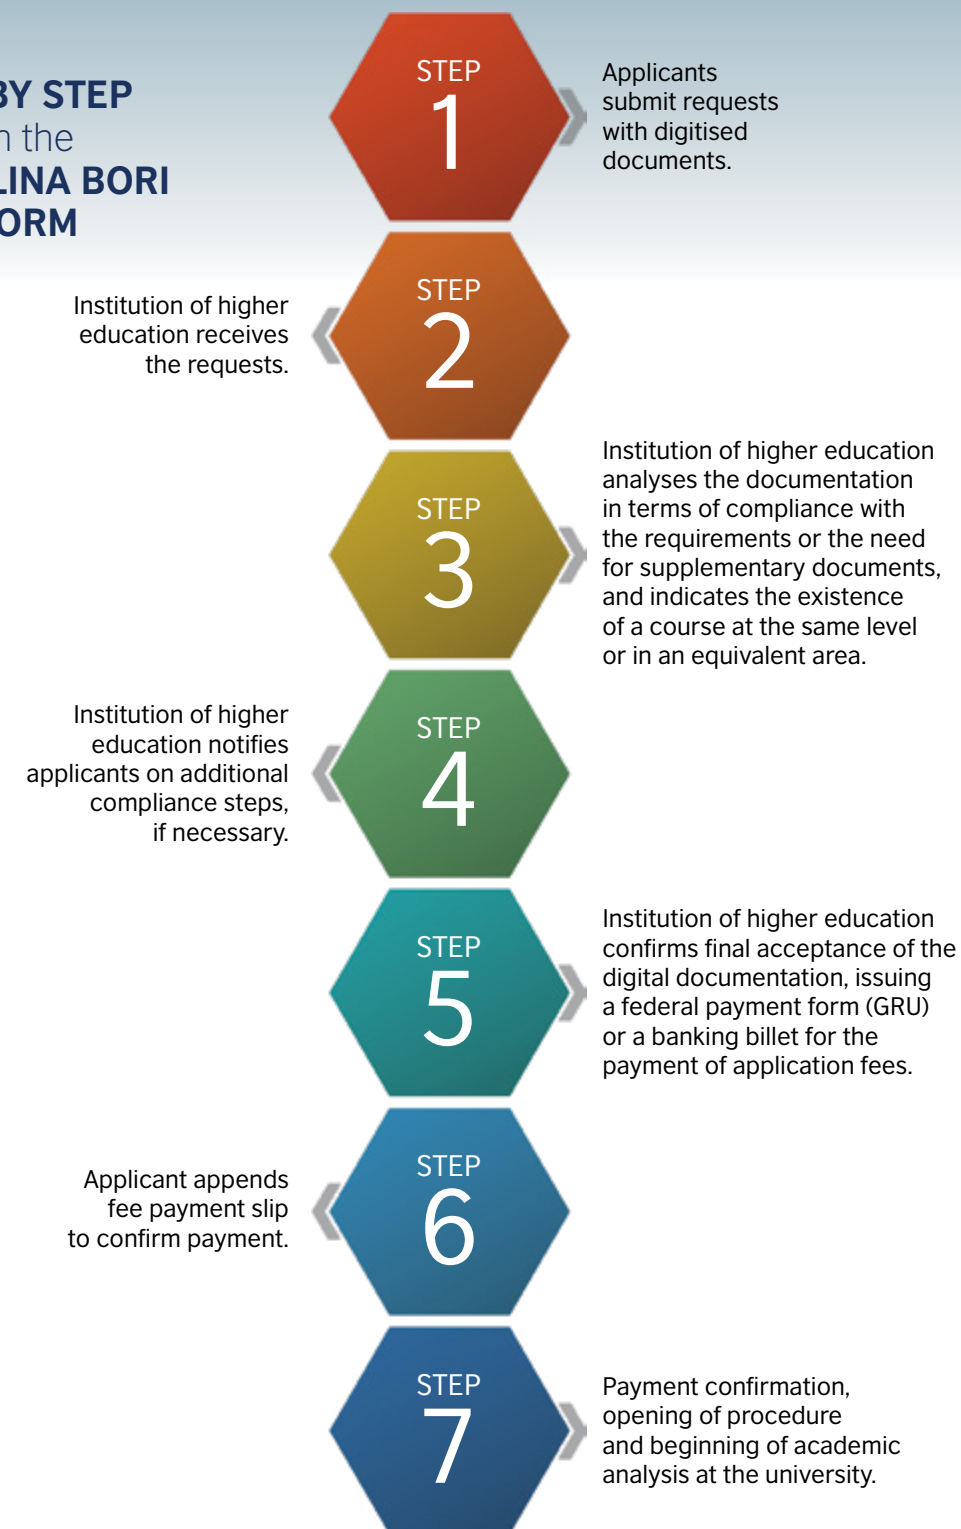 BY STEP
n the
LINA BORI
ORM
STEP
1
Applicants
submit requests
with digitised
documents.
STEP
2
Institution of higher
education receives
the requests.
STEP
3
Institution of higher education
analyses the documentation
in terms of compliance with
the requirements or the need
for supplementary documents,
and indicates the existence
of a course at the same level
or in an equivalent area.
STEP
4
Institution of higher
education notifies
applicants on additional
compliance steps,
if necessary.
STEP
5
Institution of higher education
confirms final acceptance of the
digital documentation, issuing
a federal payment form (GRU)
or a banking billet for the
payment of application fees.
STEP
6
Applicant appends
fee payment slip
to confirm payment.
STEP
7
Payment confirmation,
opening of procedure
and beginning of academic
analysis at the university.